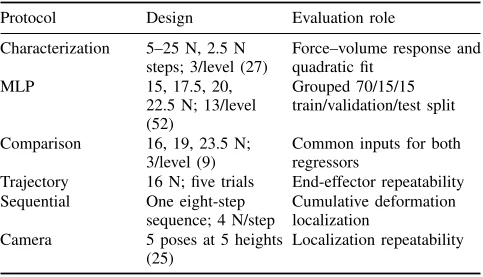 Protocol Design Evaluation role
Characterization 5–25 N, 2.5 N Force–volume response and
steps; 3/level (27) quadratic fit
MLP 15, 17.5, 20, Grouped 70/15/15
22.5 N; 13/level train/validation/test split
(52)
Comparison 16, 19, 23.5 N; Common inputs for both
3/level (9) regressors
Trajectory 16 N; five trials End-effector repeatability
Sequential One eight-step Cumulative deformation
sequence; 4 N/step localization
Camera 5 poses at 5 heights Localization repeatability
(25)